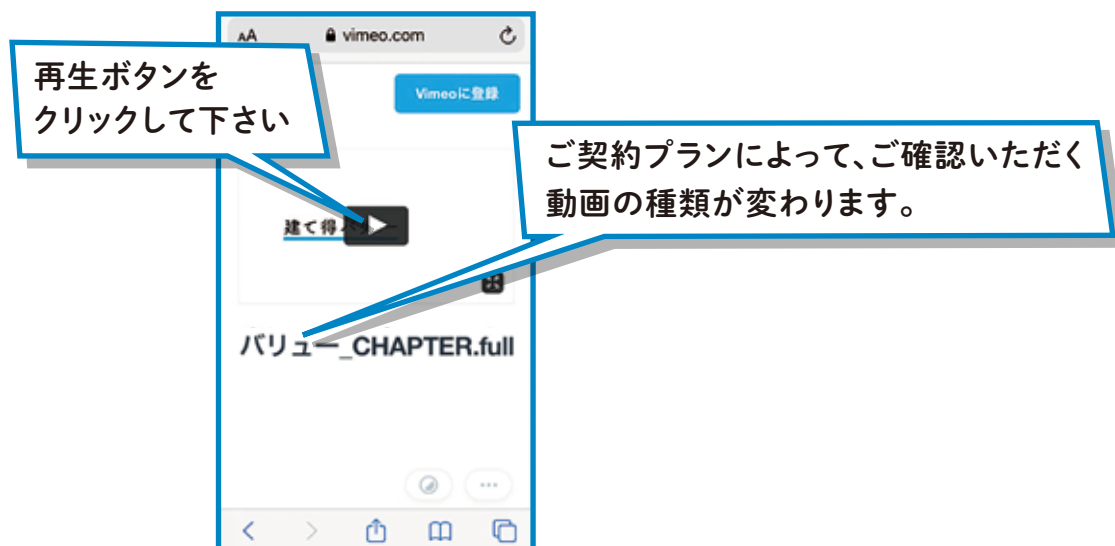 AA vimeo.com
再生ボタンを
クリックして下さい
Vimeoに登録
ご契約プランによって、ご確認いただく
動画の種類が変わります。
建て得
バリュー_CHAPTER.full